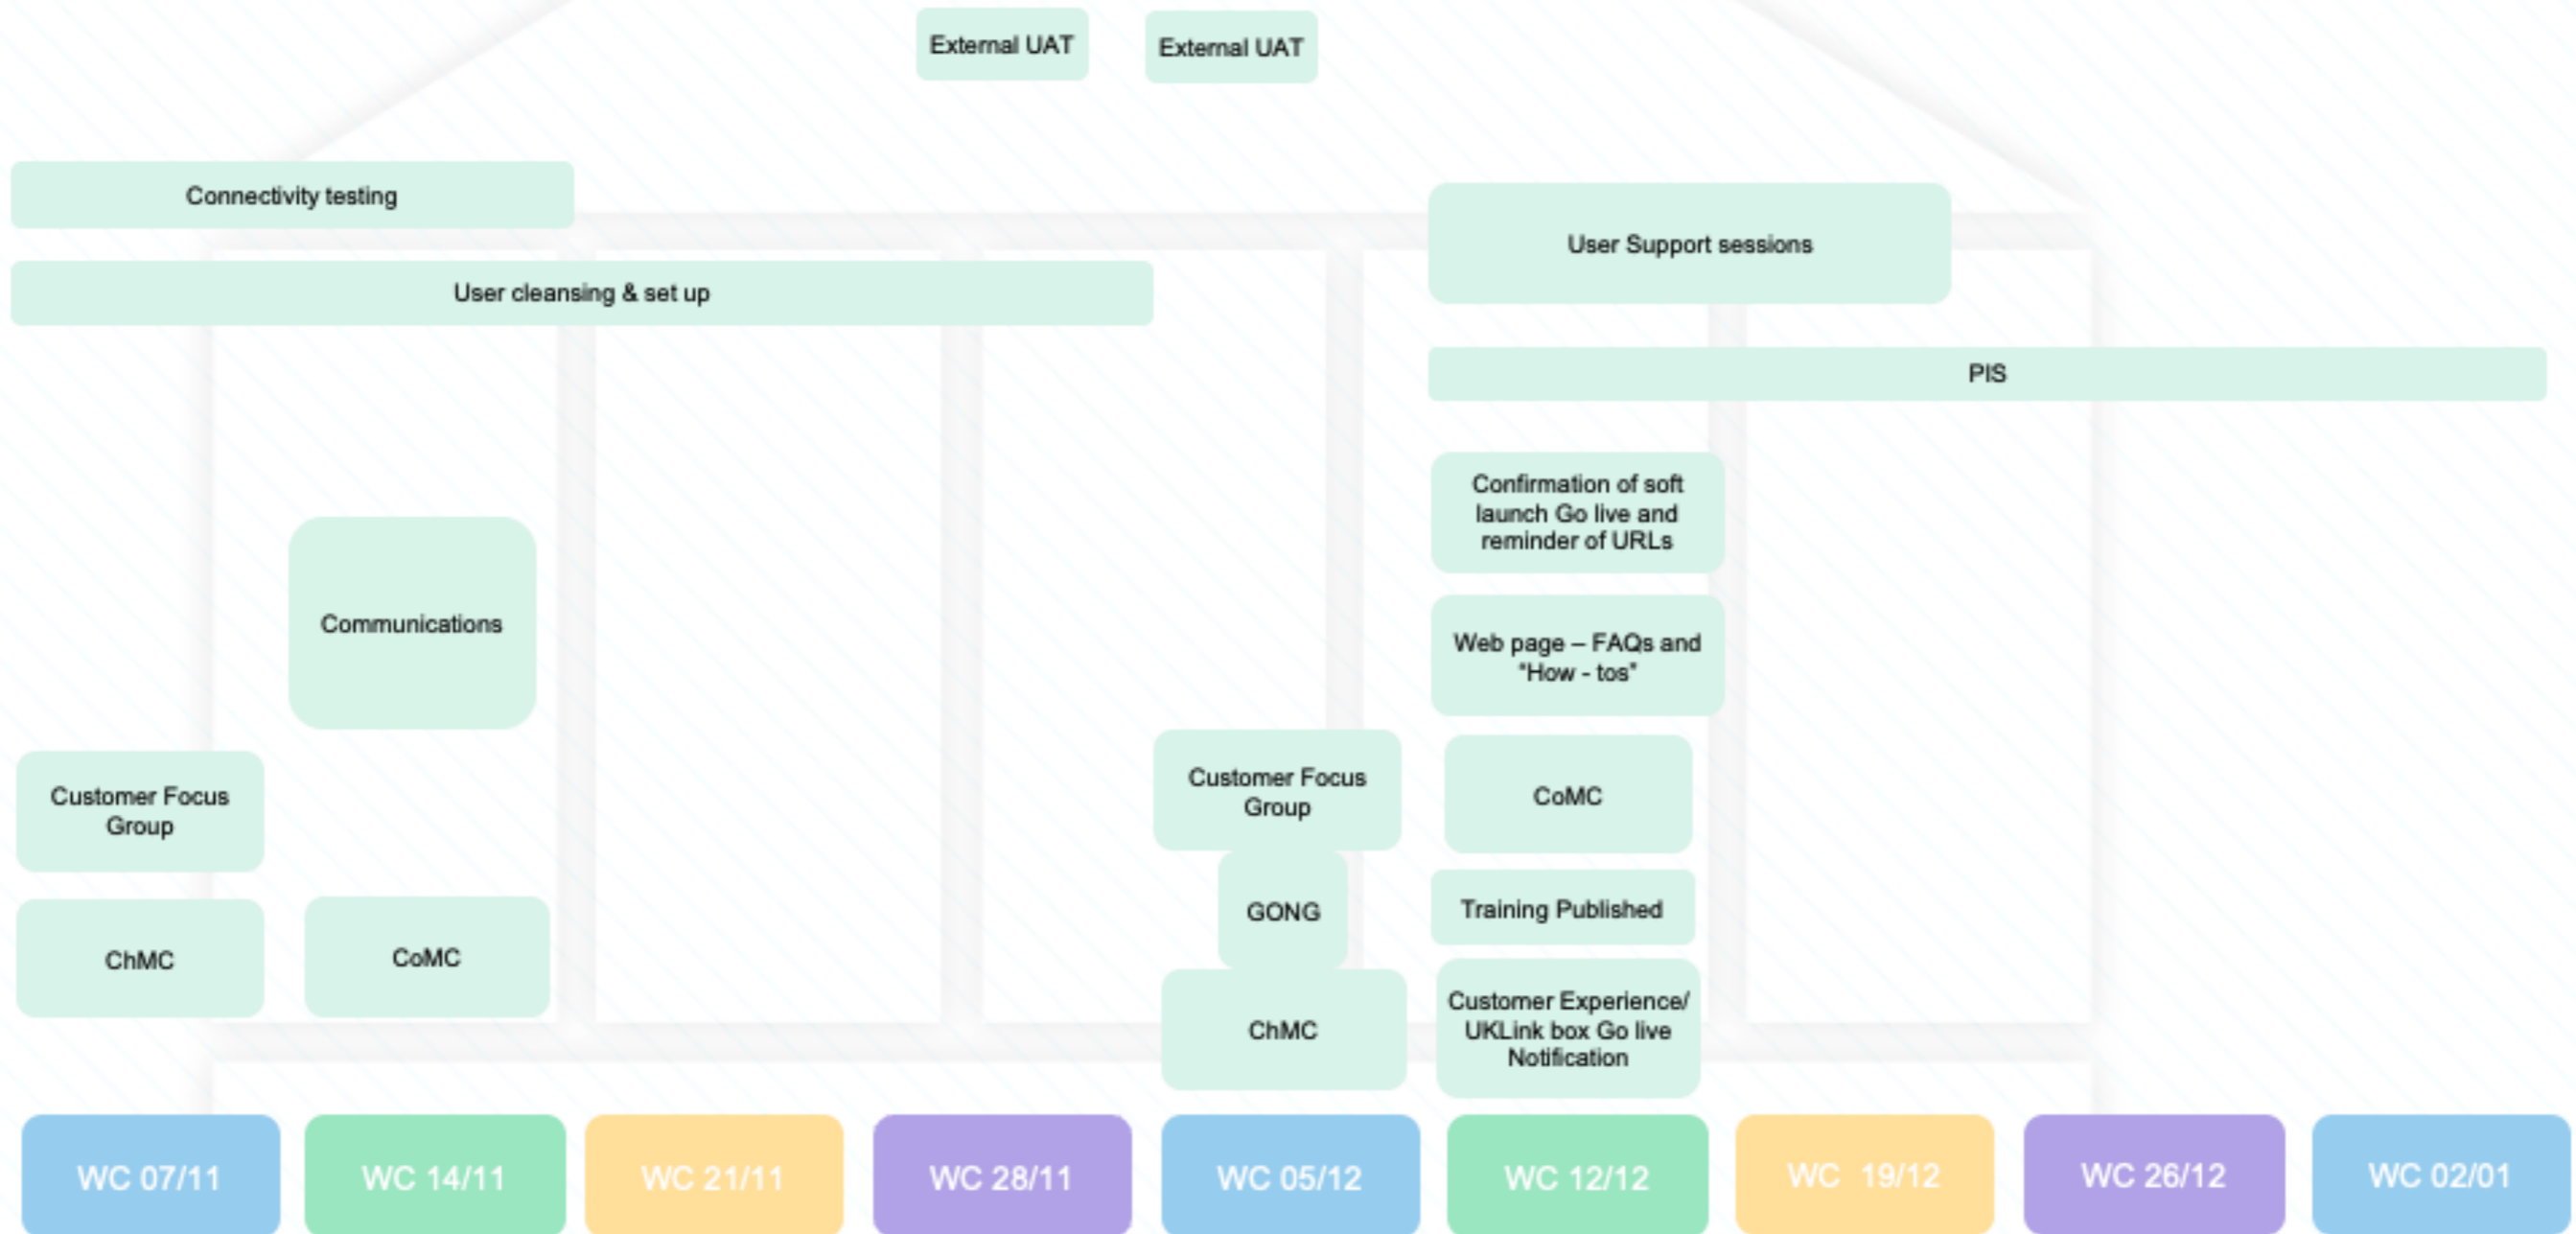 External UAT
External UAT
Connectivity testing
User Support sessions
User cleansing & set up
PIS
Confirmation of soft
launch Go live and
reminder of URLs
Communications
Web page – FAQs and
"How - tos"
Customer Focus
Group
Customer Focus
Group
CoMC
GONG
Training Published
ChMC
CoMC
ChMC
Customer Experience/
UKLink box Go live
Notification
WC 07/11
WC 14/11
WC 21/11
WC 28/11
WC 05/12
WC 12/12
WC 19/12
WC 26/12
WC 02/01